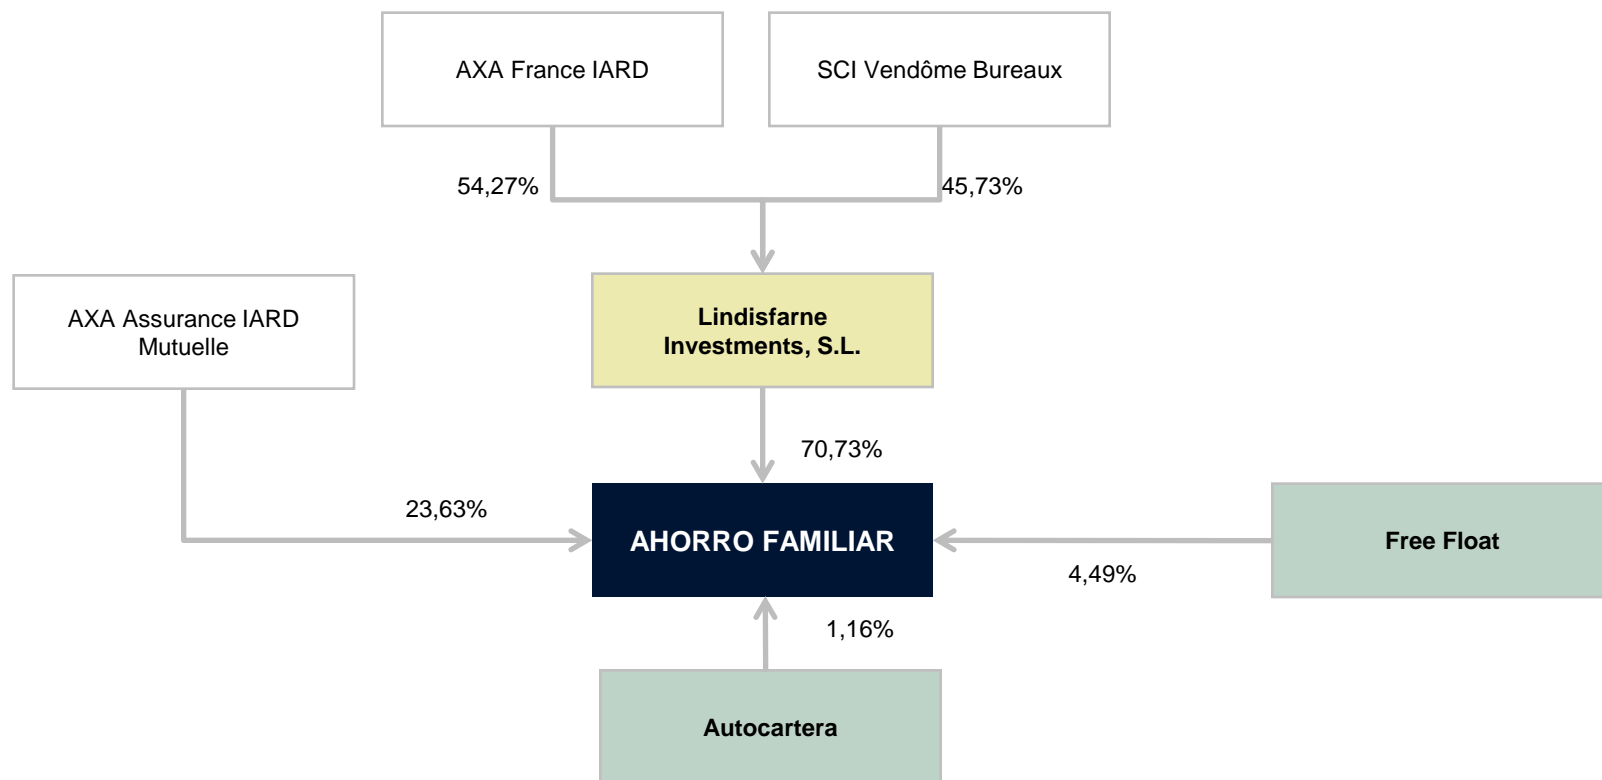 AXA France IARD
SCI Vendôme Bureaux
54,27%
45,73%
AXA Assurance IARD
Mutuelle
Lindisfarne
Investments, S.L.
70,73%
23,63%
AHORRO FAMILIAR
Free Float
4,49%
1,16%
Autocartera